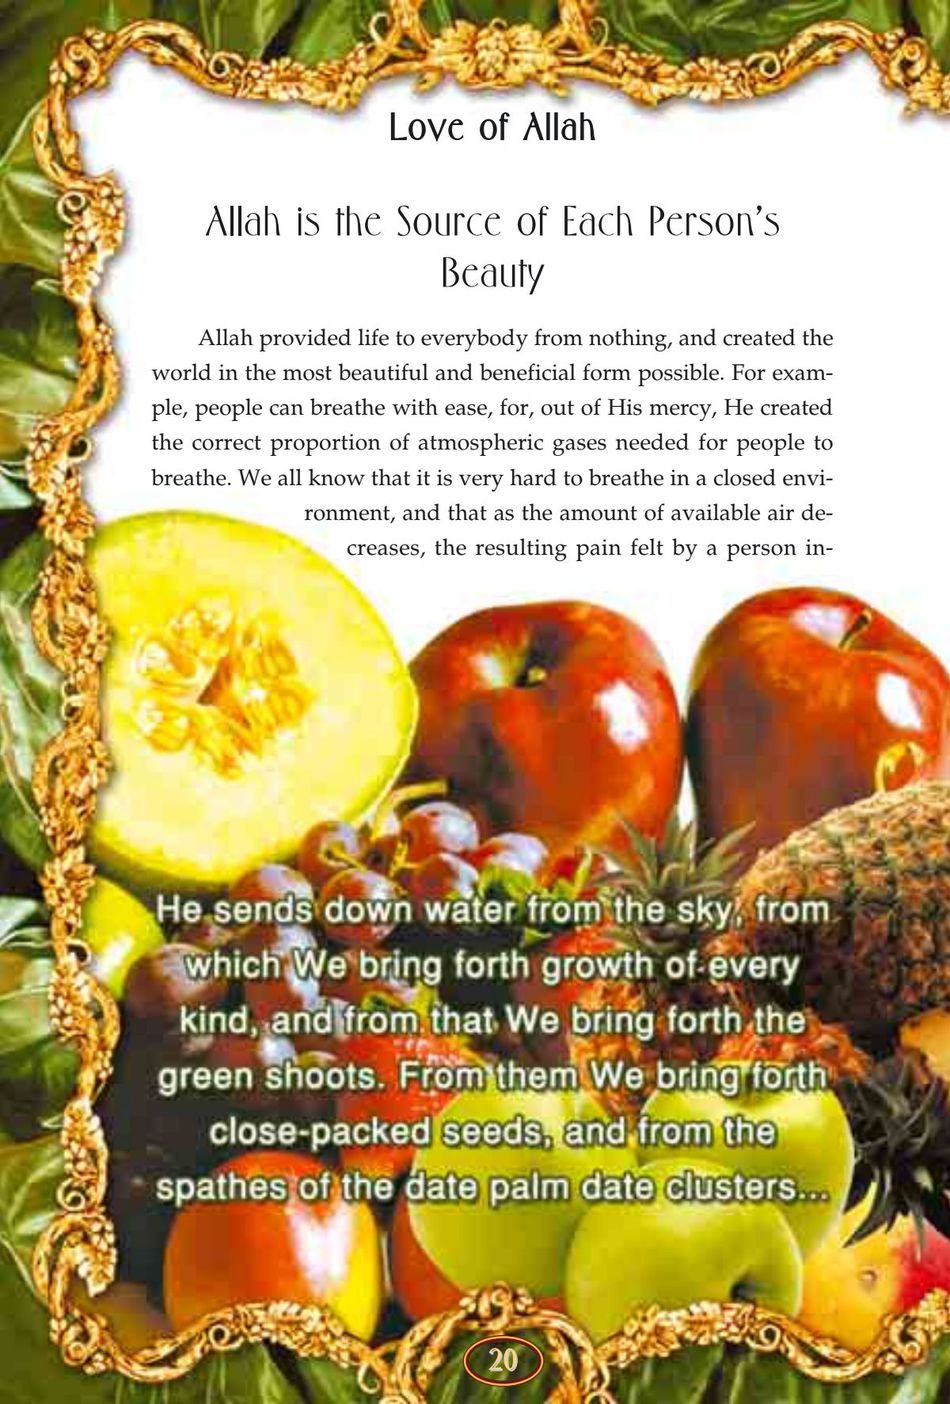 Love of Allah
Allah is the Source of Each Person's
Beauty
Allah provided life to everybody from nothing, and created the
world in the most beautiful and beneficial form possible. For exam-
ple, people can breathe with ease, for, out of His mercy, He created
the correct proportion of atmospheric gases needed for people to
breathe. We all know that it is very hard to breathe in a closed envi-
ronment, and that as the amount of available air de-
creases, the resulting pain felt by a person in-
He sends down water from the sky, from
which We bring forth growth of every
kind, and from that We bring forth the
green shoots. From them We bring forth
close-packed seeds, and from the
spathes of the date palm date clusters...
20